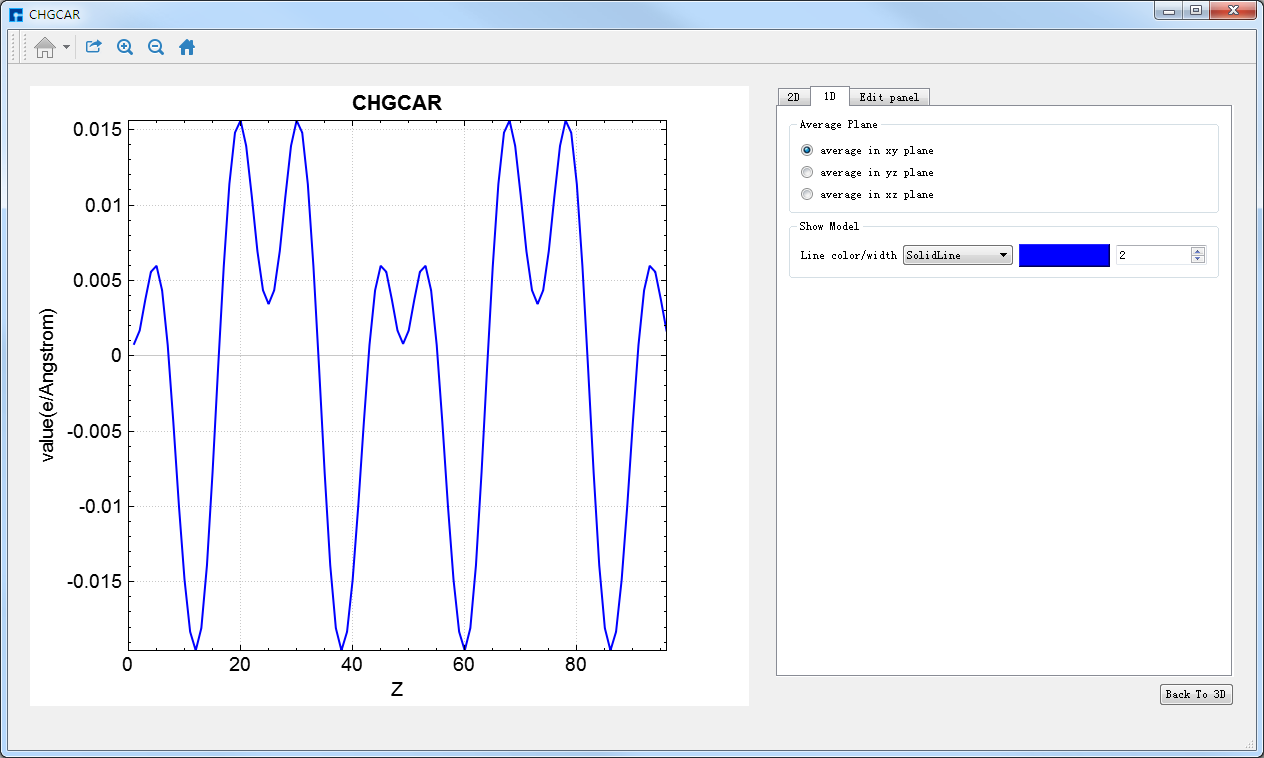 CHGCAR
CHGCAR
0.015
0.01
0.005
0
-0.005
-0.01
-0.015
value(e/Angstrom)
0 20 40 60 80
Z
2D 1D Edit panel
Average Plane
average in xy plane
average in yz plane
average in xz plane
Show Model
Line color/width SolidLine 2
Back To 3D